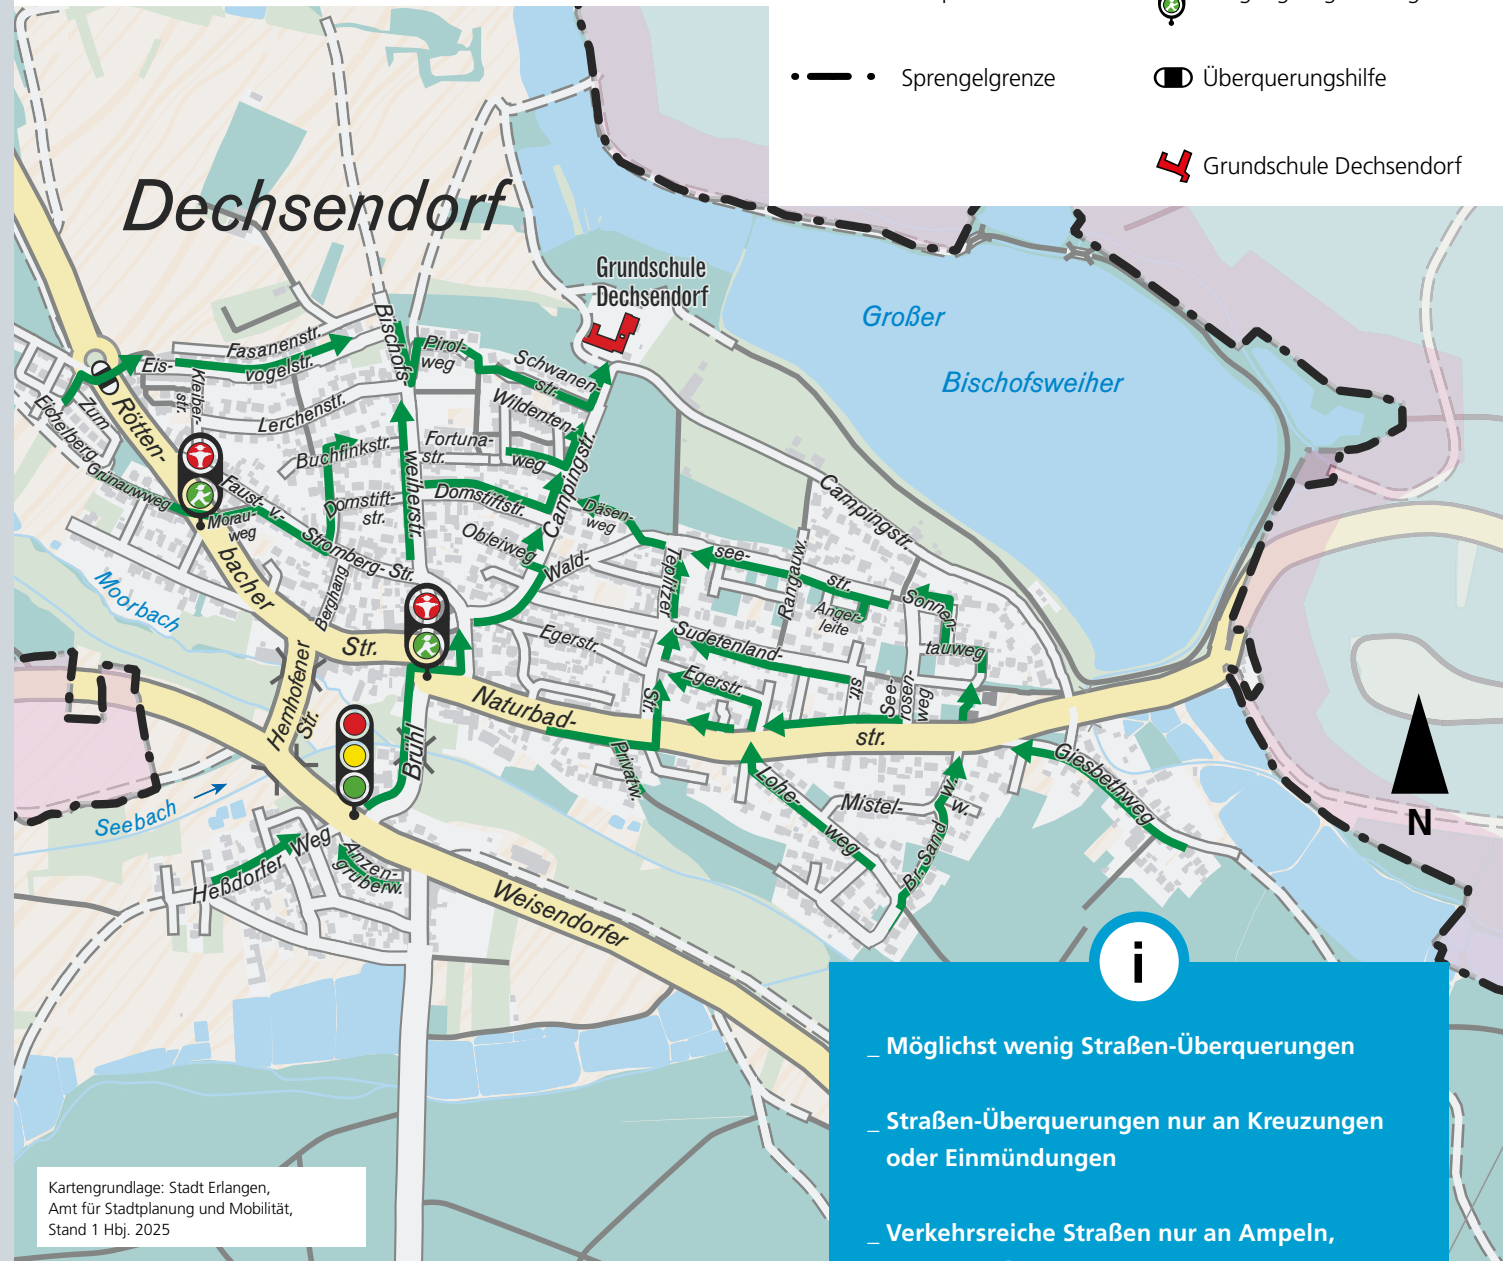 Sprengelgrenze
Überquerungshilfe
Grundschule Dechsendorf
Dechsendorf
Grundschule
Dechsendorf
Großer
Bischofsweiher
Bischofs-
weiherstr.
Pirol-
weg
Schwanen-
str.
Fasanenstr.
Eis-
vogelstr.
Kleiber-
str.
Lerchenstr.
Wildenten-
weg
Fortuna-
str.
Buchfinkstr.
Zum
Eichelberg
Rötten-
bacher
Str.
Grunauwweg
Faust-
v.-
Stromberg-
Str.
Morau-
weg
Domstift-
str.
Domstiftstr.
Campingstr.
Campingstr.
Däsen-
weg
Obleiweg
Wald-
see-
str.
Teplitzer
Str.
Rangauw.
Anger-
leite
Sonnen-
tauweg
Berghang
Moorbach
Egerstr.
Sudetenland-
str.
Egerstr.
See-
rosen-
weg
Hemhofener
Str.
Naturbad-
str.
Brühl
Privatw.
Lohe-
weg
Mistel-
w.
Br. Sand
w.
Giesbethweg
Seebach
Heßdorfer Weg
Anzen-
gruberw.
Weisendorfer
N
i
_ Möglichst wenig Straßen-Überquerungen
_ Straßen-Überquerungen nur an Kreuzungen
oder Einmündungen
_ Verkehrsreiche Straßen nur an Ampeln,
Kartengrundlage: Stadt Erlangen,
Amt für Stadtplanung und Mobilität,
Stand 1 Hbj. 2025